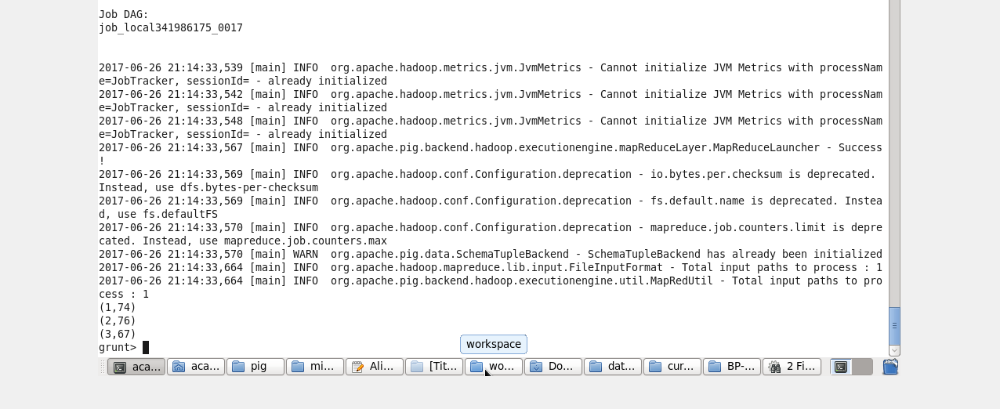 Job DAG:
job_local341986175_0017
2017-06-26 21:14:33,539 [main] INFO  org.apache.hadoop.metrics.jvm.JvmMetrics - Cannot initialize JVM Metrics with processNam
e=JobTracker, sessionId= - already initialized
2017-06-26 21:14:33,542 [main] INFO  org.apache.hadoop.metrics.jvm.JvmMetrics - Cannot initialize JVM Metrics with processNam
e=JobTracker, sessionId= - already initialized
2017-06-26 21:14:33,548 [main] INFO  org.apache.hadoop.metrics.jvm.JvmMetrics - Cannot initialize JVM Metrics with processNam
e=JobTracker, sessionId= - already initialized
2017-06-26 21:14:33,567 [main] INFO  org.apache.pig.backend.hadoop.executionengine.mapReduceLayer.MapReduceLauncher - Success
!
2017-06-26 21:14:33,569 [main] INFO  org.apache.hadoop.conf.Configuration.deprecation - io.bytes.per.checksum is deprecated.
Instead, use dfs.bytes-per-checksum
2017-06-26 21:14:33,569 [main] INFO  org.apache.hadoop.conf.Configuration.deprecation - fs.default.name is deprecated. Instea
d, use fs.defaultFS
2017-06-26 21:14:33,570 [main] INFO  org.apache.hadoop.conf.Configuration.deprecation - mapreduce.job.counters.limit is depre
cated. Instead, use mapreduce.job.counters.max
2017-06-26 21:14:33,570 [main] WARN  org.apache.pig.data.SchemaTupleBackend - SchemaTupleBackend has already been initialized
2017-06-26 21:14:33,664 [main] INFO  org.apache.hadoop.mapreduce.lib.input.FileInputFormat - Total input paths to process : 1
2017-06-26 21:14:33,664 [main] INFO  org.apache.pig.backend.hadoop.executionengine.util.MapRedUtil - Total input paths to pro
cess : 1
(1,74)
(2,76)
(3,67)
grunt>
workspace
aca... aca... pig mi... Ali... [Tit... wo... Do... dat... cur... BP-... 2 Fi...